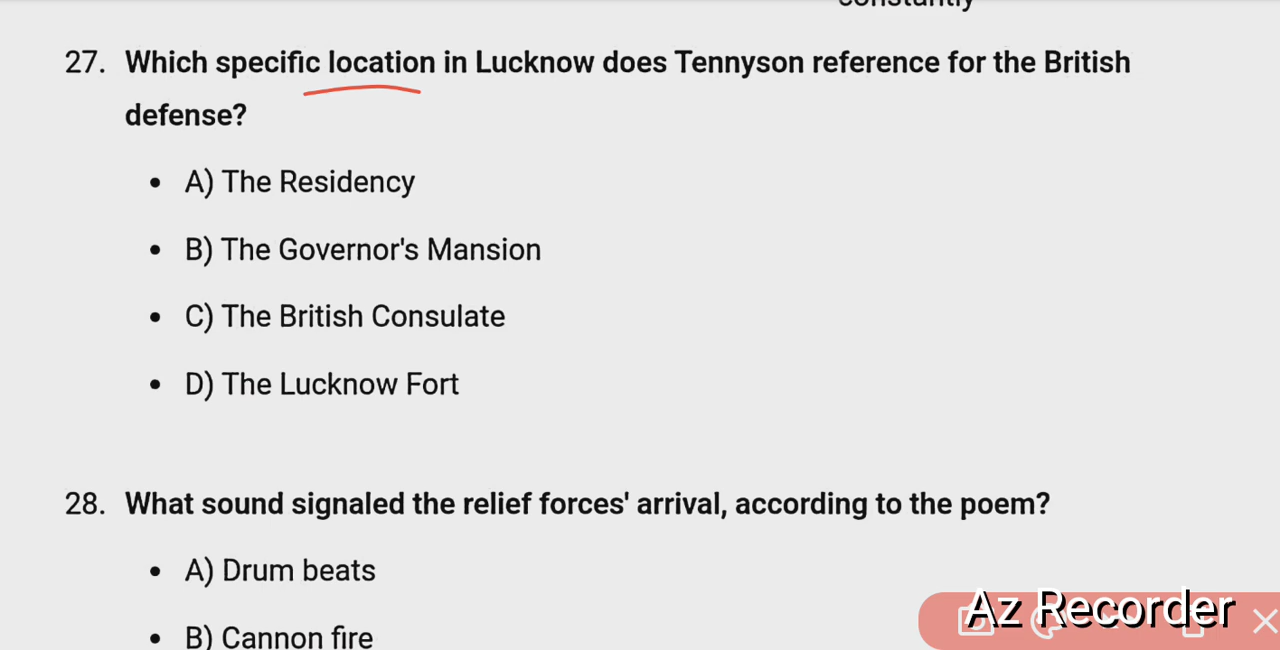 constantly
27. Which specific location in Lucknow does Tennyson reference for the British
defense?
• A) The Residency
• B) The Governor's Mansion
• C) The British Consulate
• D) The Lucknow Fort
28. What sound signaled the relief forces' arrival, according to the poem?
• A) Drum beats
• B) Cannon fire
Az Recorder